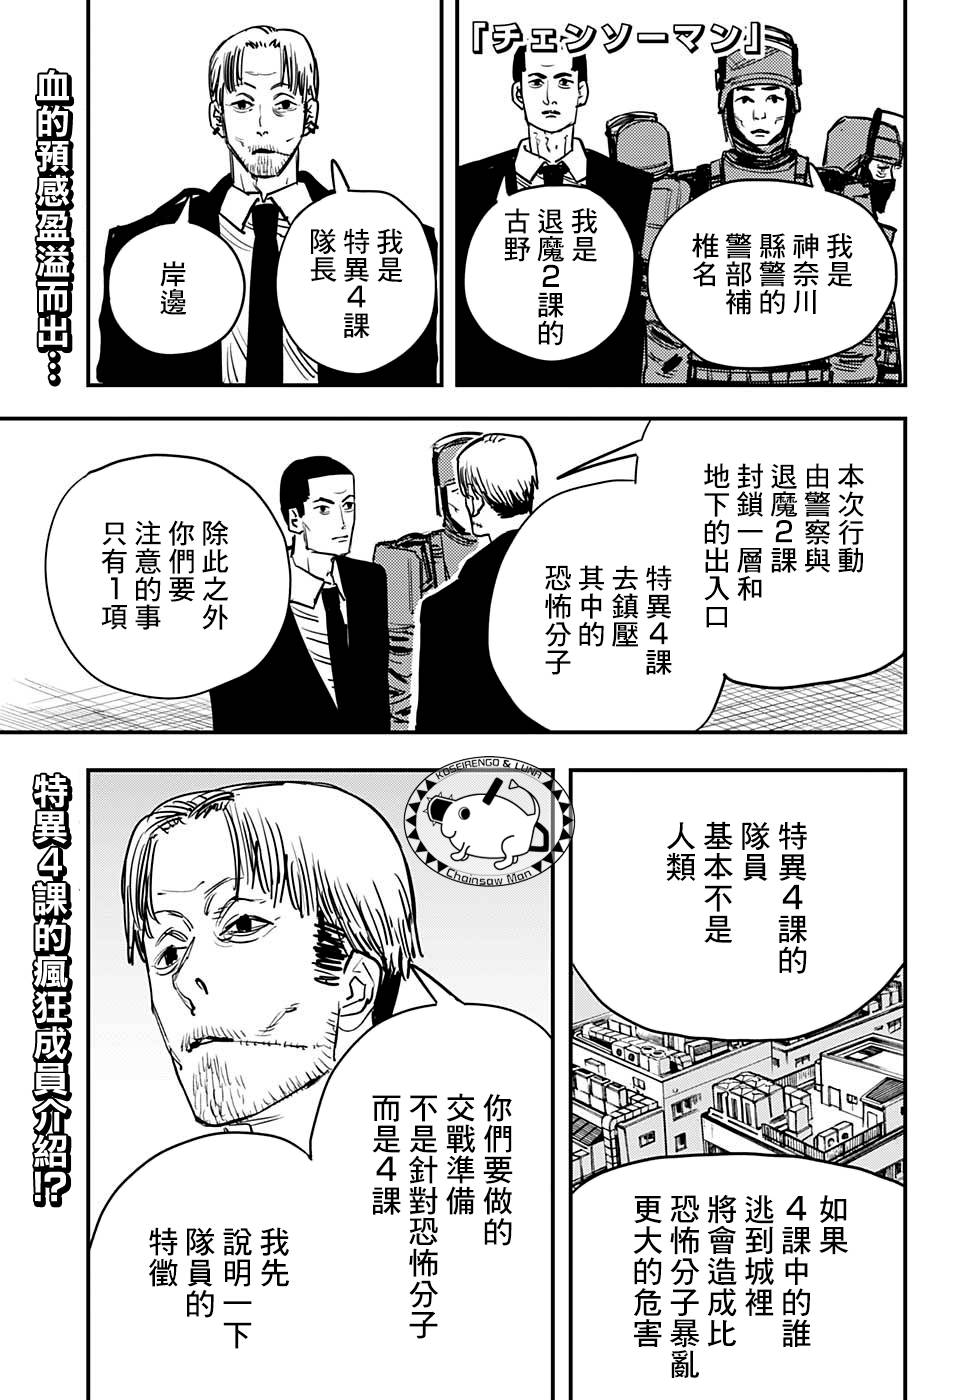 『チェンソーマン』
我是
神奈川
縣警的
警部補
椎名
我是
退魔2課的
古野
我是
特異4課
隊長
岸邊
血的預感盈溢而出…
本次行動
由警察與
退魔2課
封鎖一層和
地下的出入口
特異4課
去鎮壓
其中的
恐怖分子
除此之外
你們要
注意的事
只有1項
特異4課的
隊員
基本不是
人類
如果
4課中的誰
逃到城裡
將會造成比
恐怖分子暴亂
更大的危害
KOSEIRENGO & LUNA
Chainsaw Man
你們要做的
交戰準備
不是針對恐怖分子
而是4課
我先
說明一下
隊員的
特徵
特異4課的瘋狂成員介紹!?